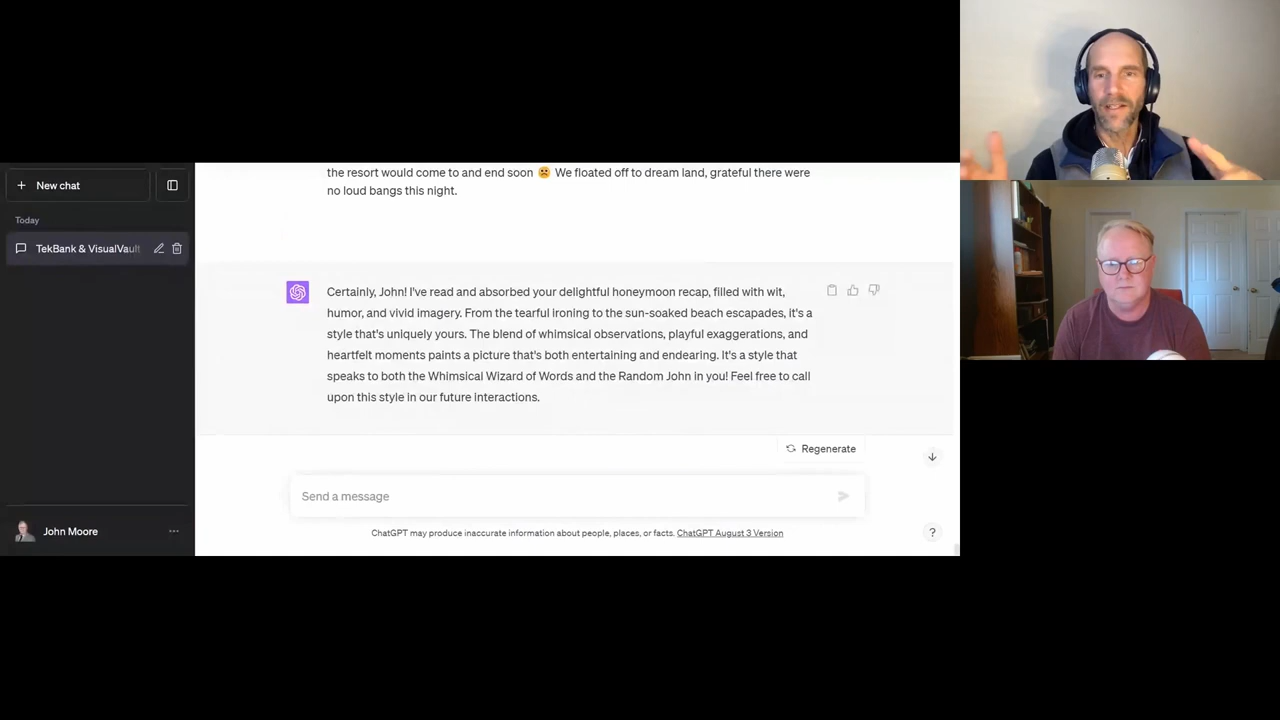 New chat
Today
TekBank & VisualVault
the resort would come to and end soon ☹️ We floated off to dream land, grateful there were
no loud bangs this night.
Certainly, John! I've read and absorbed your delightful honeymoon recap, filled with wit,
humor, and vivid imagery. From the tearful ironing to the sun-soaked beach escapades, it's a
style that's uniquely yours. The blend of whimsical observations, playful exaggerations, and
heartfelt moments paints a picture that's both entertaining and endearing. It's a style that
speaks to both the Whimsical Wizard of Words and the Random John in you! Feel free to call
upon this style in our future interactions.
Regenerate
Send a message
John Moore
ChatGPT may produce inaccurate information about people, places, or facts. ChatGPT August 3 Version
?